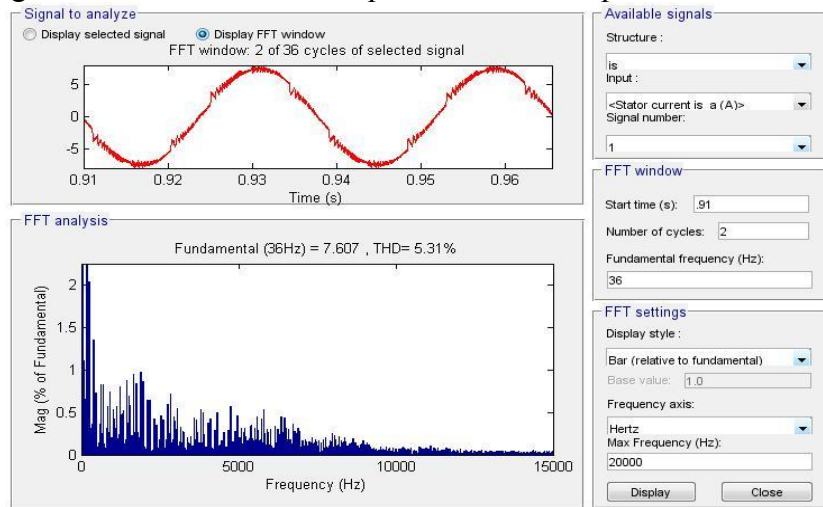 Signal to analyze
Display selected signal Display FFT window
FFT window: 2 of 36 cycles of selected signal
5
0
-5
0.91 0.92 0.93 0.94 0.95 0.96
Time (s)
FFT analysis
Fundamental (36Hz) = 7.607 , THD= 5.31%
2
1.5
1
0.5
0
Mag (% of Fundamental)
0 5000 10000 15000
Frequency (Hz)
Available signals
Structure :
is
Input :
<Stator current is a (A)>
Signal number:
1
FFT window
Start time (s): .91
Number of cycles: 2
Fundamental frequency (Hz):
36
FFT settings
Display style :
Bar (relative to fundamental)
Base value: 1.0
Frequency axis:
Hertz
Max Frequency (Hz):
20000
Display Close